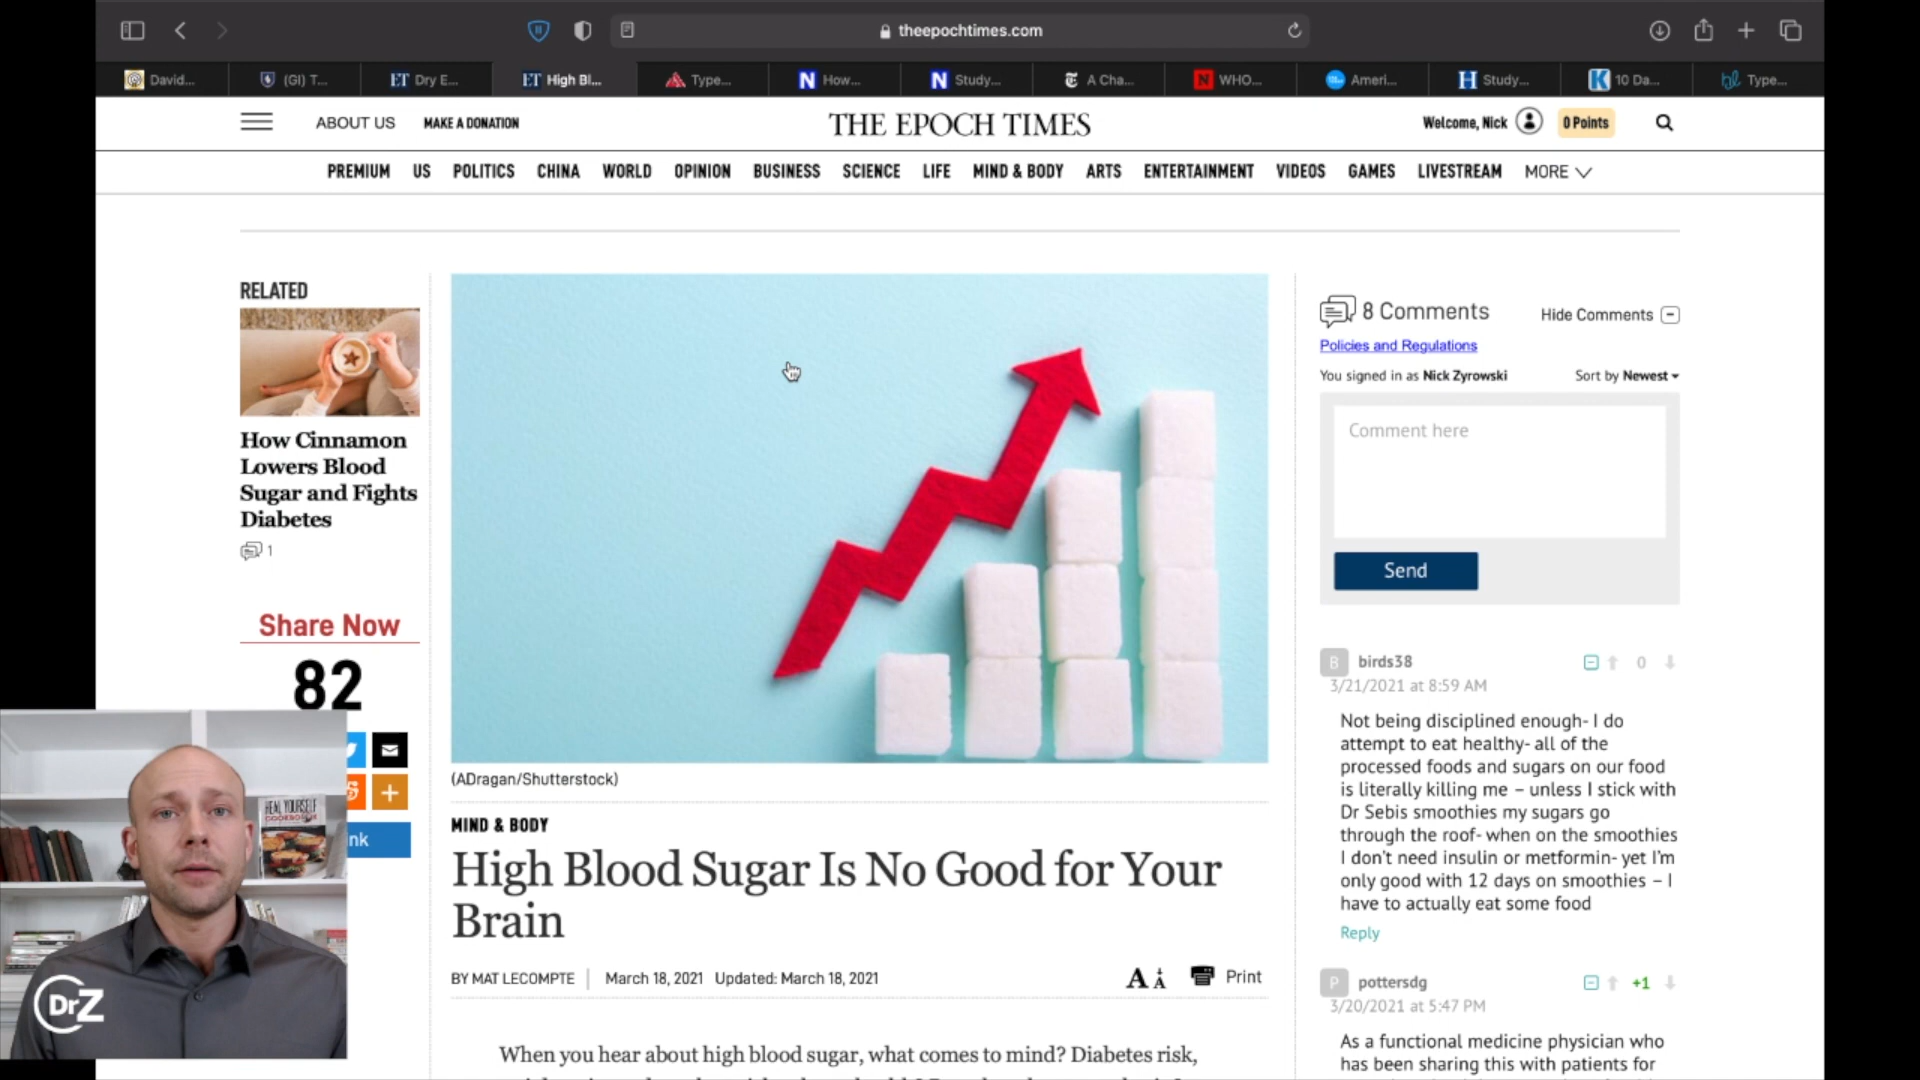 theepochtimes.com
David...
(GI) T...
ET Dry E...
ET High Bl...
Type...
N How...
N Study...
A Cha...
N WHO...
Ameri...
H Study...
K 10 Da...
hl Type...
ABOUT US
MAKE A DONATION
THE EPOCH TIMES
Welcome, Nick
0 Points
PREMIUM US POLITICS CHINA WORLD OPINION BUSINESS SCIENCE LIFE MIND & BODY ARTS ENTERTAINMENT VIDEOS GAMES LIVESTREAM MORE
RELATED
How Cinnamon
Lowers Blood
Sugar and Fights
Diabetes
1
Share Now
82
nk
HEAL YOURSELF
COOKBOOK
DrZ
(ADragan/Shutterstock)
MIND & BODY
High Blood Sugar Is No Good for Your
Brain
BY MAT LECOMPTE
March 18, 2021 Updated: March 18, 2021
A A
Print
When you hear about high blood sugar, what comes to mind? Diabetes risk,
8 Comments
Hide Comments
Policies and Regulations
You signed in as Nick Zyrowski
Sort by Newest
Comment here
Send
B birds38
0
3/21/2021 at 8:59 AM
Not being disciplined enough- I do
attempt to eat healthy- all of the
processed foods and sugars on our food
is literally killing me – unless I stick with
Dr Sebis smoothies my sugars go
through the roof- when on the smoothies
I don't need insulin or metformin- yet I'm
only good with 12 days on smoothies – I
have to actually eat some food
Reply
P pottersdg
+1
3/20/2021 at 5:47 PM
As a functional medicine physician who
has been sharing this with patients for